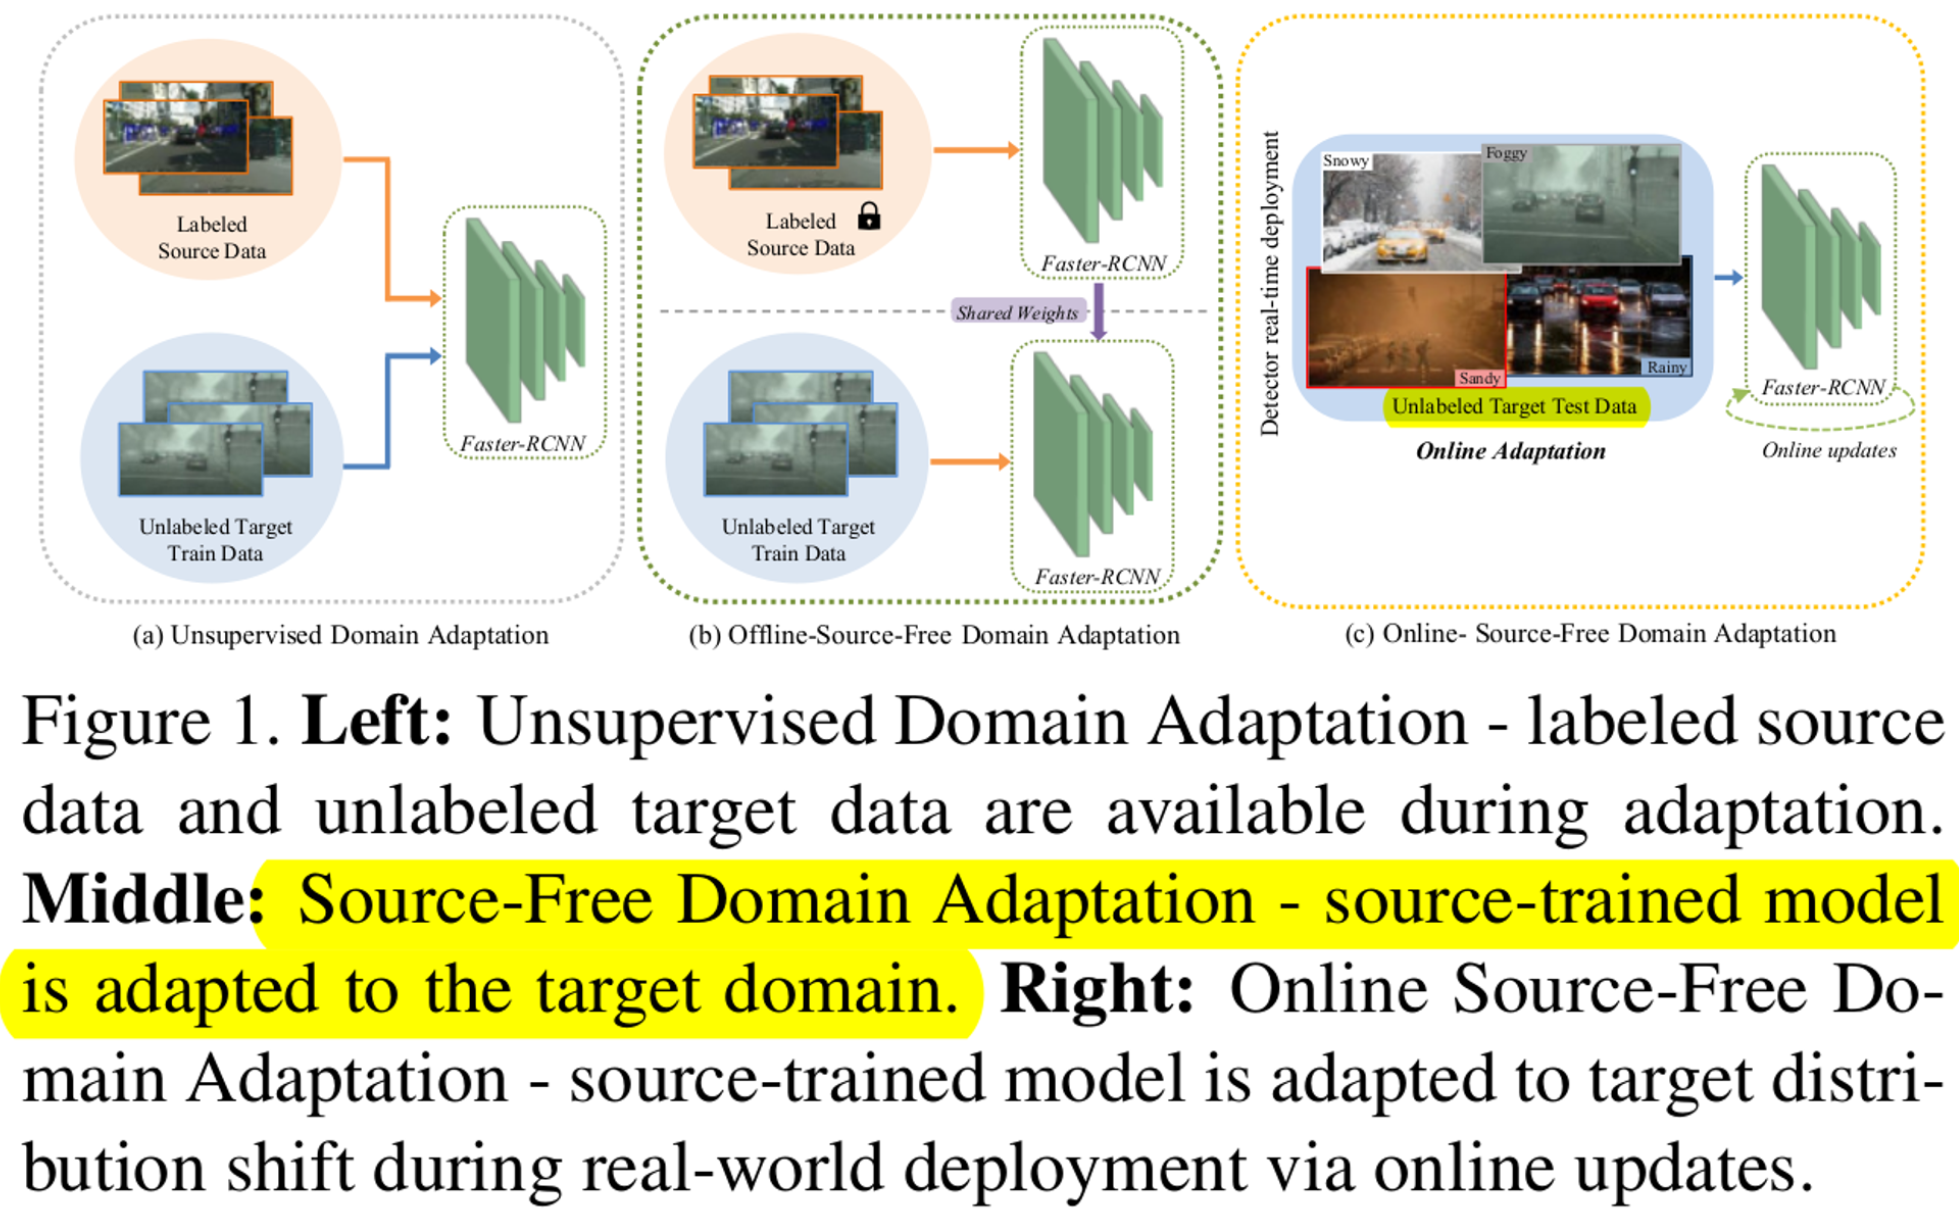 Labeled
Source Data
Unlabeled Target
Train Data
Faster-RCNN
(a) Unsupervised Domain Adaptation
Labeled
Source Data
Faster-RCNN
Shared Weights
Unlabeled Target
Train Data
Faster-RCNN
(b) Offline-Source-Free Domain Adaptation
Detector real-time deployment
Snowy
Foggy
Sandy
Rainy
Unlabeled Target Test Data
Online Adaptation
Faster-RCNN
Online updates
(c) Online- Source-Free Domain Adaptation
Figure 1. Left: Unsupervised Domain Adaptation - labeled source
data and unlabeled target data are available during adaptation.
Middle: Source-Free Domain Adaptation - source-trained model
is adapted to the target domain. Right: Online Source-Free Do-
main Adaptation - source-trained model is adapted to target distri-
bution shift during real-world deployment via online updates.